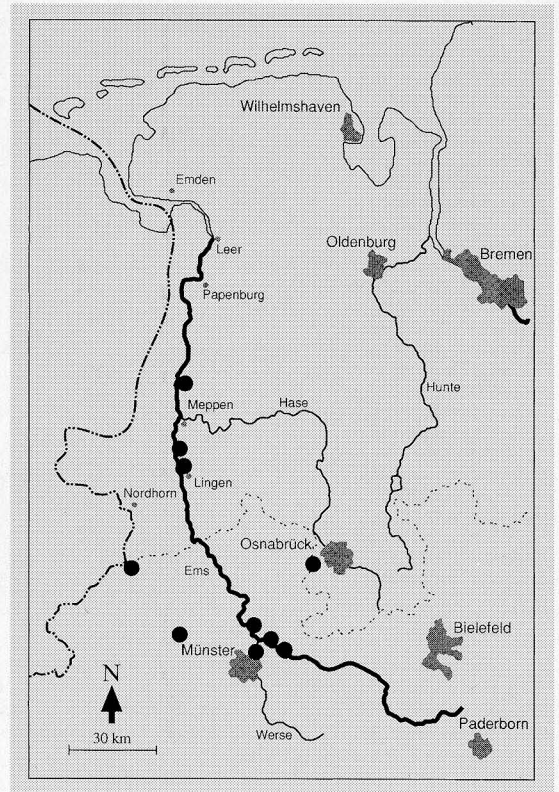 Wilhelmshaven
Emden
Leer
Oldenburg
Bremen
Papenburg
Meppen
Hase
Hunte
Lingen
Nordhorn
Osnabrück
Ems
Bielefeld
Münster
N
30 km
Werse
Paderborn